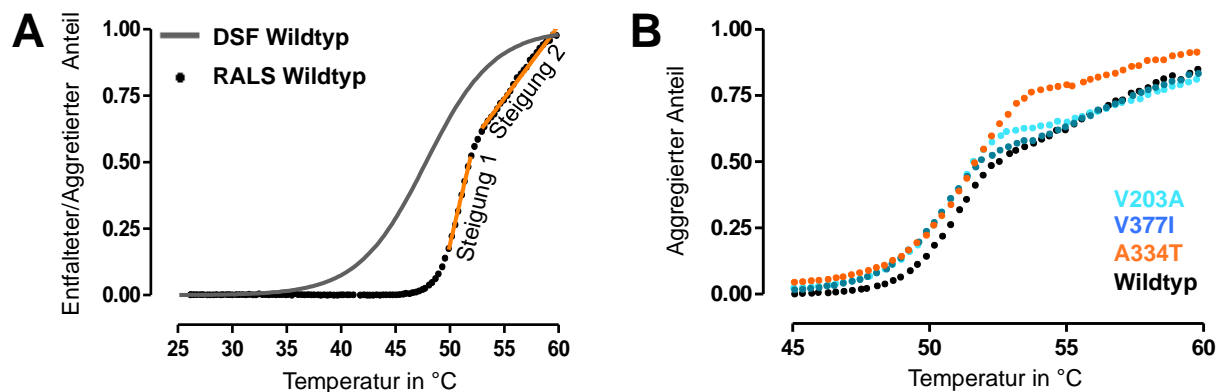 A
Entfalteter/Aggretierter Anteil
1.00
0.75
0.50
0.25
0.00
DSF Wildtyp
RALS Wildtyp
Steigung 1
Steigung 2
25 30 35 40 45 50 55 60
Temperatur in °C
B
Aggregierter Anteil
1.00
0.75
0.50
0.25
0.00
V203A
V377I
A334T
Wildtyp
45 50 55 60
Temperatur in °C